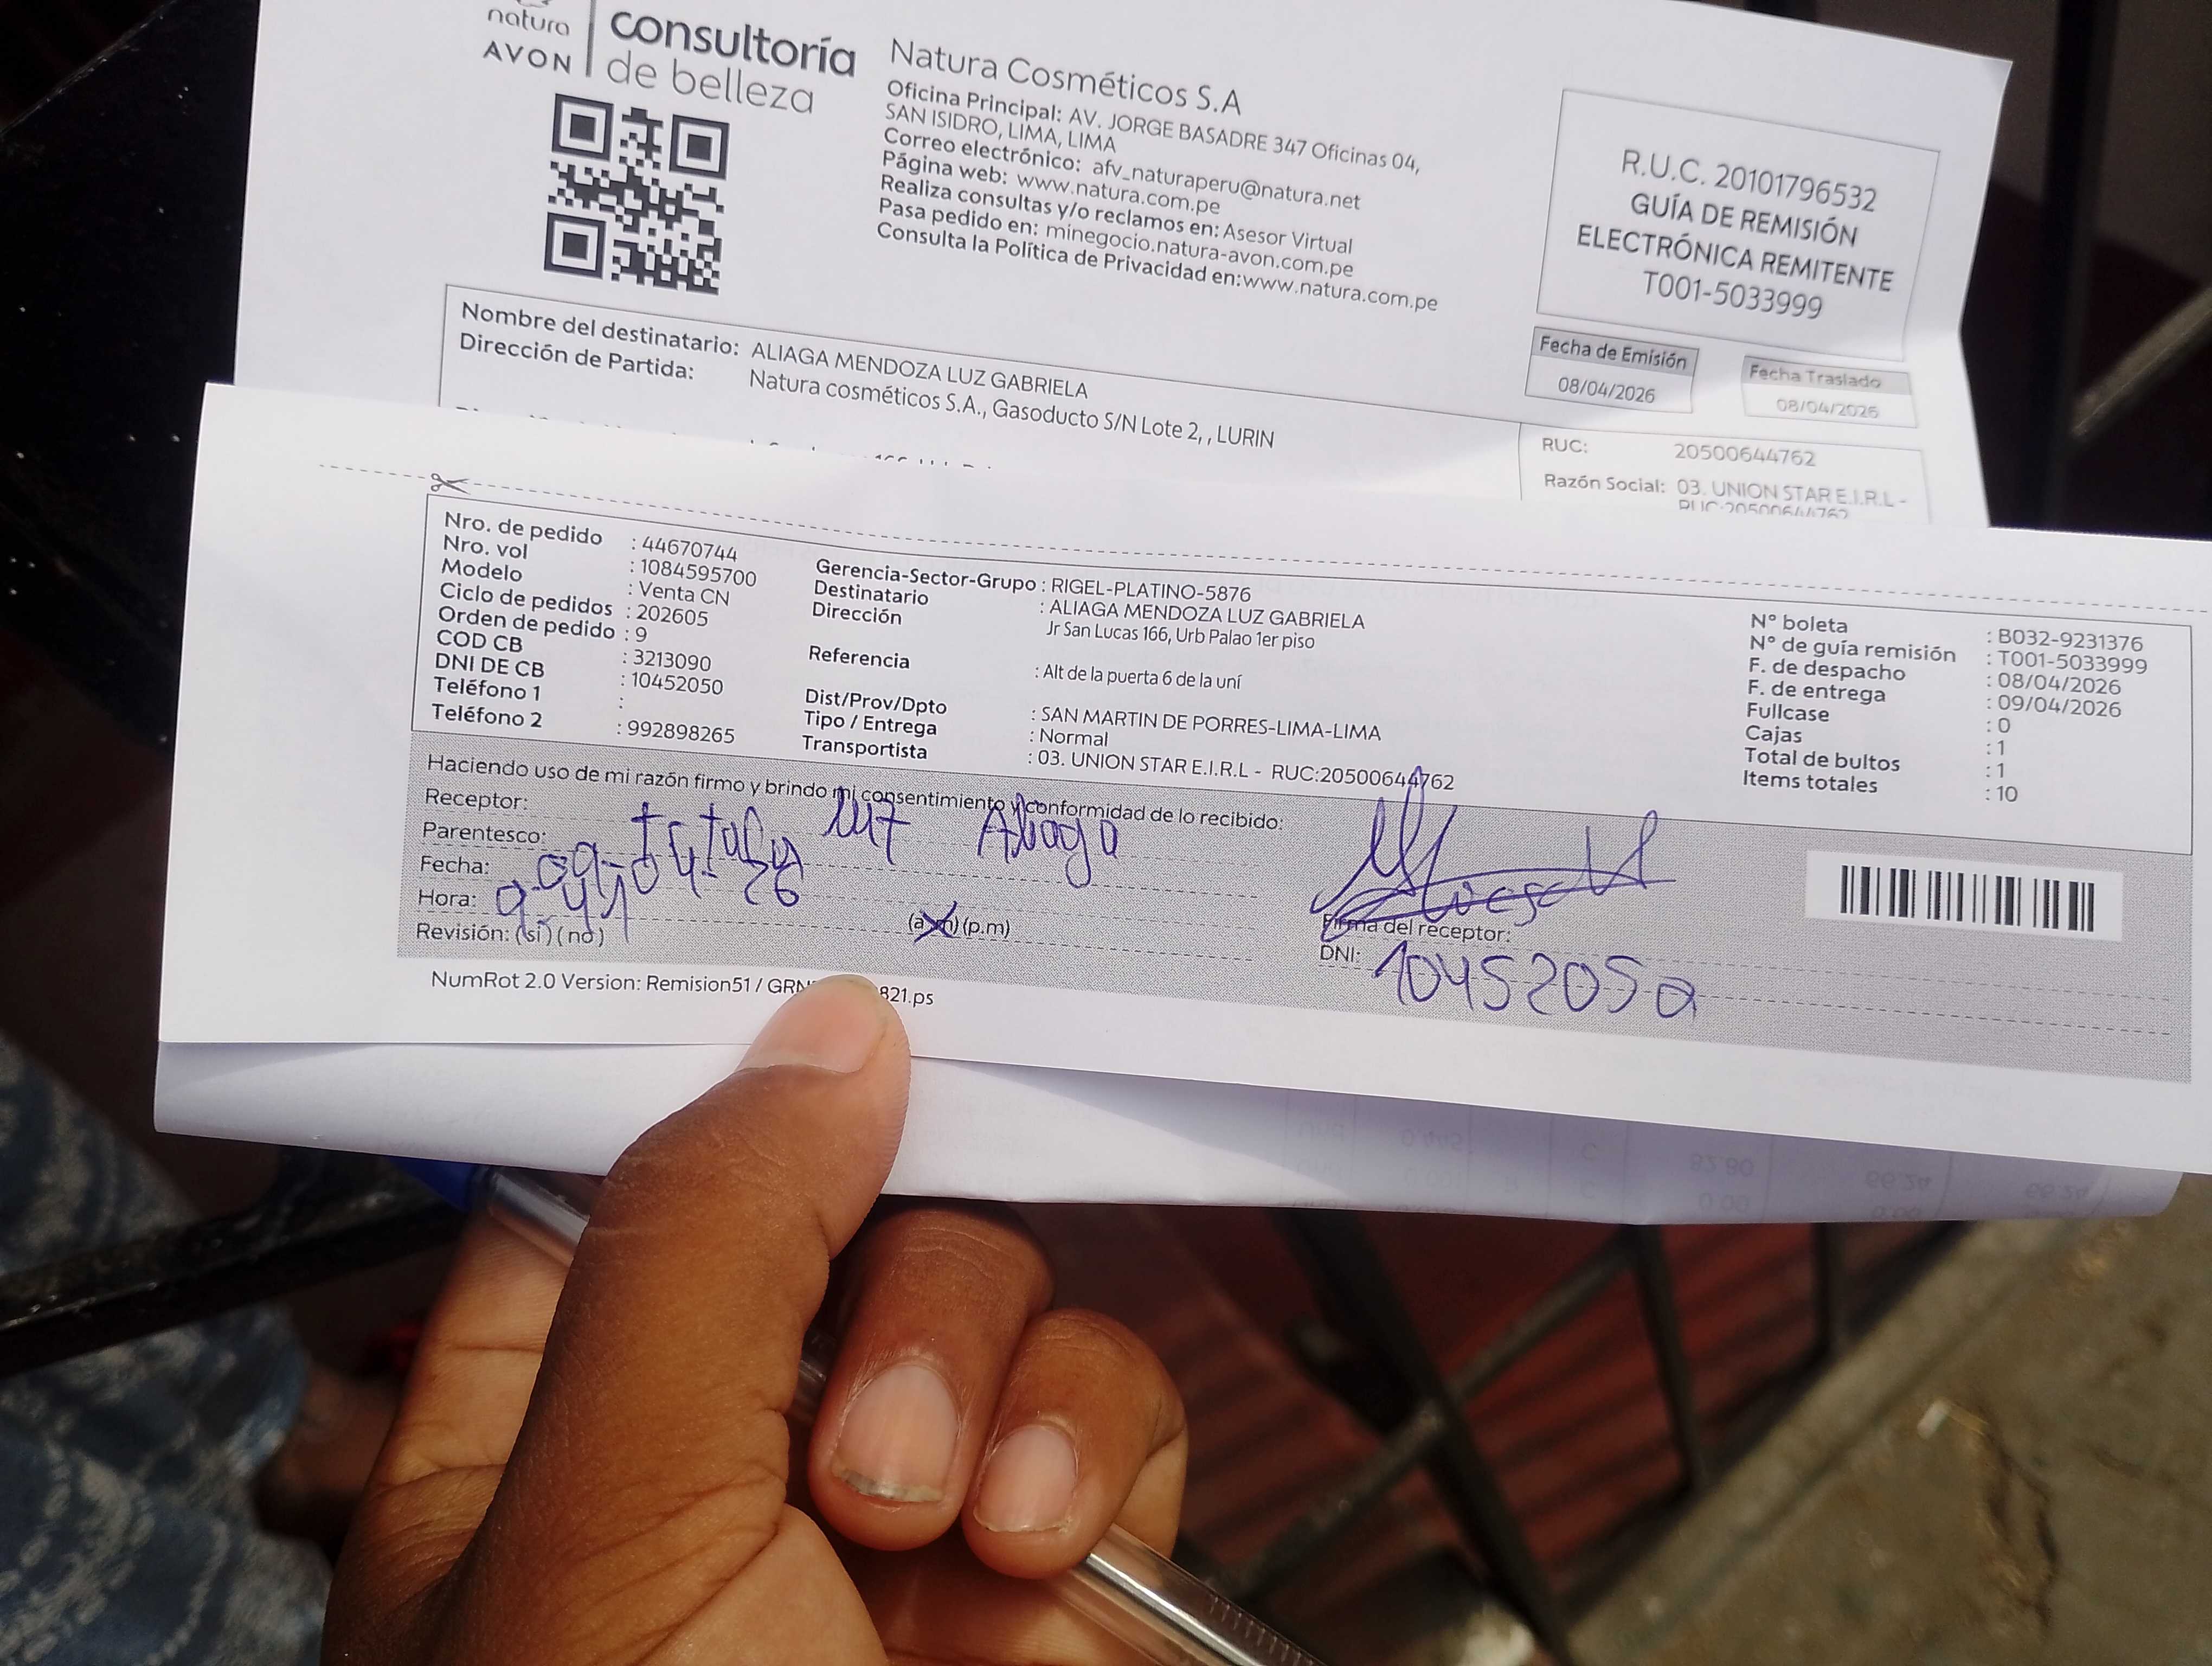 natura
AVON
consultoría
de belleza
Natura Cosméticos S.A
Oficina Principal: AV. JORGE BASADRE 347 Oficinas 04,
SAN ISIDRO, LIMA, LIMA
Correo electrónico: afv_naturaperu@natura.net
Página web: www.natura.com.pe
Realiza consultas y/o reclamos en: Asesor Virtual
Pasa pedido en: minegocio.natura-avon.com.pe
Consulta la Política de Privacidad en:www.natura.com.pe
R.U.C. 20101796532
GUÍA DE REMISIÓN
ELECTRÓNICA REMITENTE
T001-5033999
Fecha de Emisión
08/04/2026
Fecha Traslado
08/04/2026
Nombre del destinatario: ALIAGA MENDOZA LUZ GABRIELA
Dirección de Partida: Natura cosméticos S.A., Gasoducto S/N Lote 2, , LURIN
RUC: 20500644762
Razón Social: 03. UNION STAR E.I.R.L -
RUC:20500644762
Nro. de pedido : 44670744
Nro. vol : 1084595700
Modelo : Venta CN
Ciclo de pedidos : 202605
Orden de pedido : 9
COD CB : 3213090
DNI DE CB : 10452050
Teléfono 1 :
Teléfono 2 : 992898265
Gerencia-Sector-Grupo : RIGEL-PLATINO-5876
Destinatario : ALIAGA MENDOZA LUZ GABRIELA
Dirección Jr San Lucas 166, Urb Palao 1er piso
Referencia : Alt de la puerta 6 de la uní
Dist/Prov/Dpto : SAN MARTIN DE PORRES-LIMA-LIMA
Tipo / Entrega : Normal
Transportista : 03. UNION STAR E.I.R.L - RUC:20500644762
N° boleta : B032-9231376
N° de guía remisión : T001-5033999
F. de despacho : 08/04/2026
F. de entrega : 09/04/2026
Fullcase : 0
Cajas : 1
Total de bultos : 1
Items totales : 10
Haciendo uso de mi razón firmo y brindo mi consentimiento y conformidad de lo recibido:
Receptor: Luz Aliaga
Parentesco: titular
Fecha: 09-04-26
Hora: 9:41 (a.m) (p.m)
Revisión: (si) (no)
Firma del receptor:
DNI: 10452050
NumRot 2.0 Version: Remision51 / GRN 821.ps